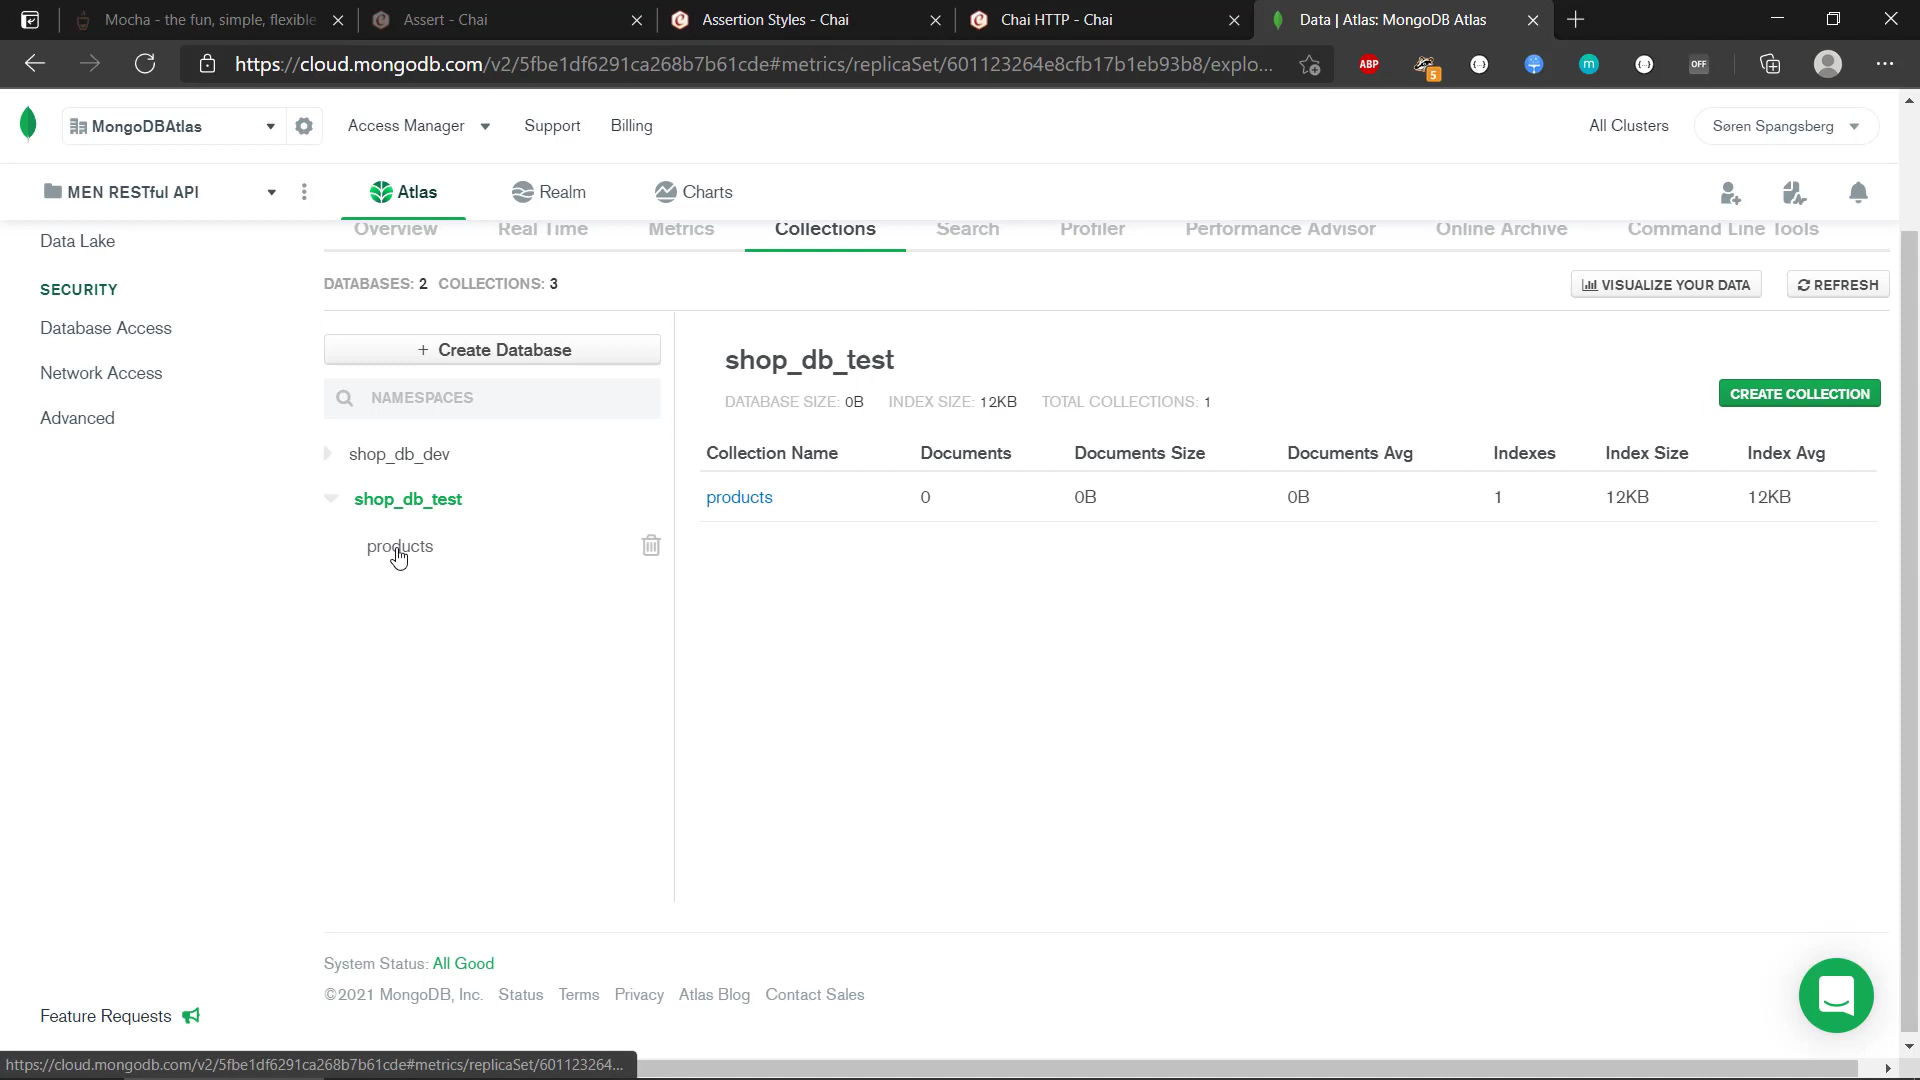 Mocha - the fun, simple, flexible
Assert - Chai
Assertion Styles - Chai
Chai HTTP - Chai
Data | Atlas: MongoDB Atlas
https://cloud.mongodb.com/v2/5fbe1df6291ca268b7b61cde#metrics/replicaSet/601123264e8cfb17b1eb93b8/explo...
ABP
5
m
OFF
MongoDBAtlas
Access Manager
Support
Billing
All Clusters
Søren Spangsberg
MEN RESTful API
Atlas
Realm
Charts
Data Lake
Overview
Real Time
Metrics
Collections
Search
Profiler
Performance Advisor
Online Archive
Command Line Tools
SECURITY
Database Access
Network Access
Advanced
DATABASES: 2 COLLECTIONS: 3
VISUALIZE YOUR DATA
REFRESH
+ Create Database
NAMESPACES
shop_db_dev
shop_db_test
products
shop_db_test
DATABASE SIZE: 0B INDEX SIZE: 12KB TOTAL COLLECTIONS: 1
CREATE COLLECTION
Collection Name Documents Documents Size Documents Avg Indexes Index Size Index Avg
products 0 0B 0B 1 12KB 12KB
System Status: All Good
©2021 MongoDB, Inc. Status Terms Privacy Atlas Blog Contact Sales
Feature Requests
https://cloud.mongodb.com/v2/5fbe1df6291ca268b7b61cde#metrics/replicaSet/601123264...